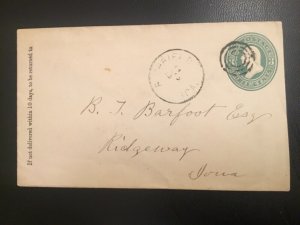 If not delivered within 10 days, to be returned to
B. T. Barfoot Esq
Ridgeway
Iowa